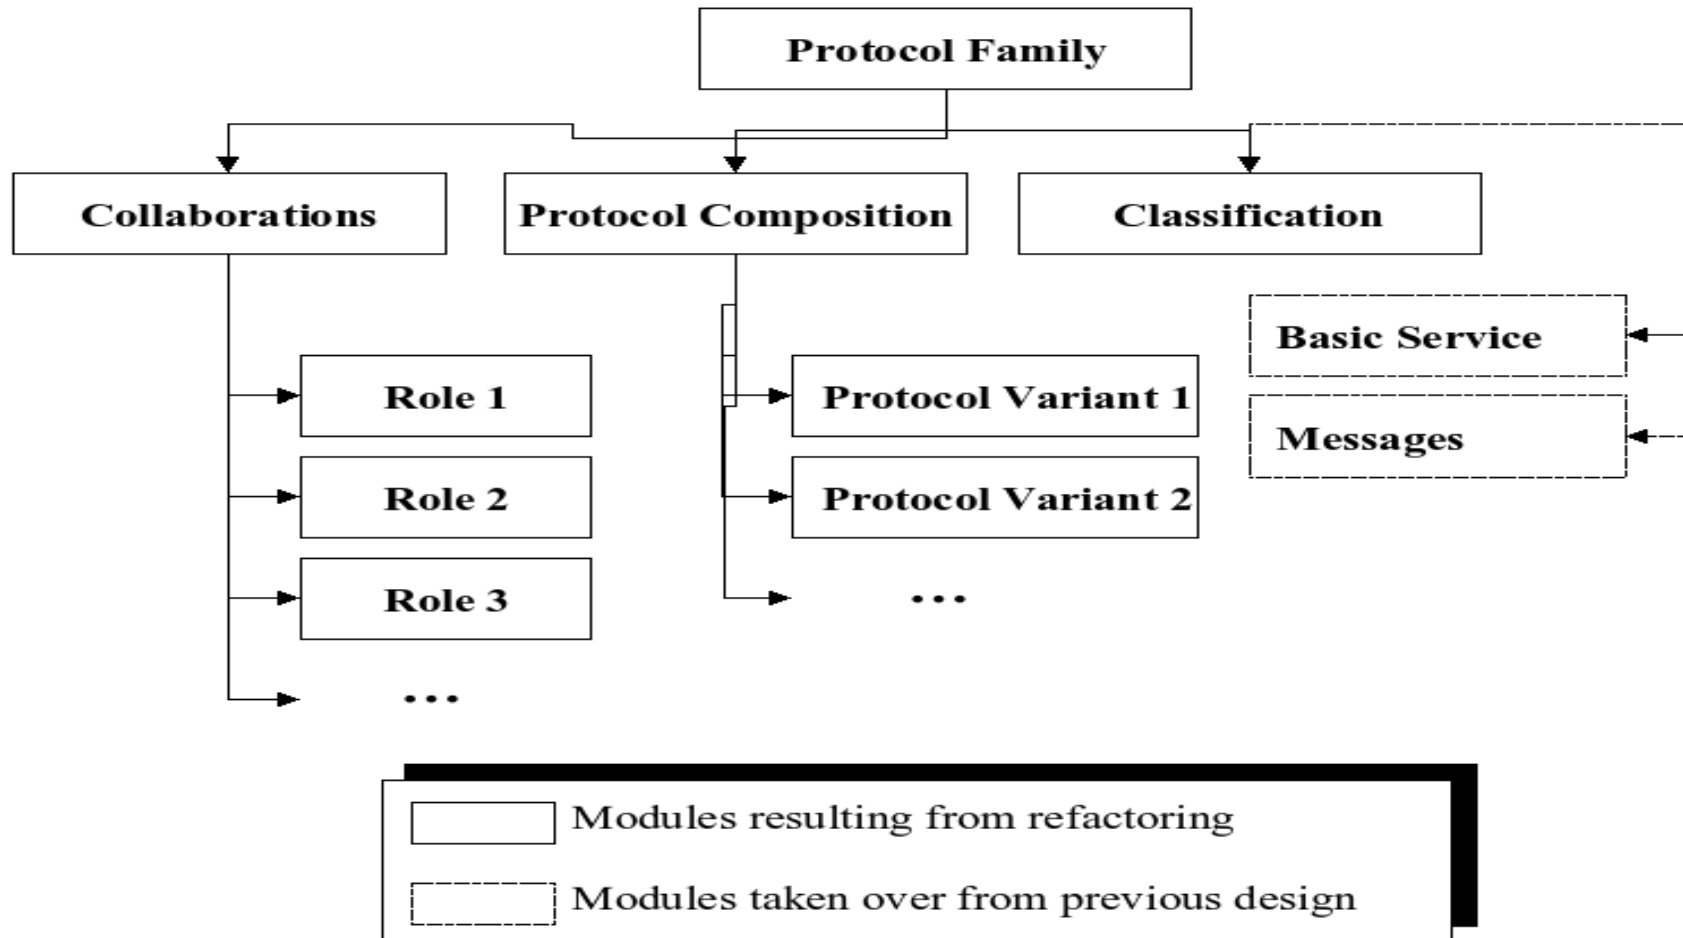 Protocol Family
Collaborations
Protocol Composition
Classification
Basic Service
Role 1
Protocol Variant 1
Messages
Role 2
Protocol Variant 2
Role 3
...
...
Modules resulting from refactoring
Modules taken over from previous design